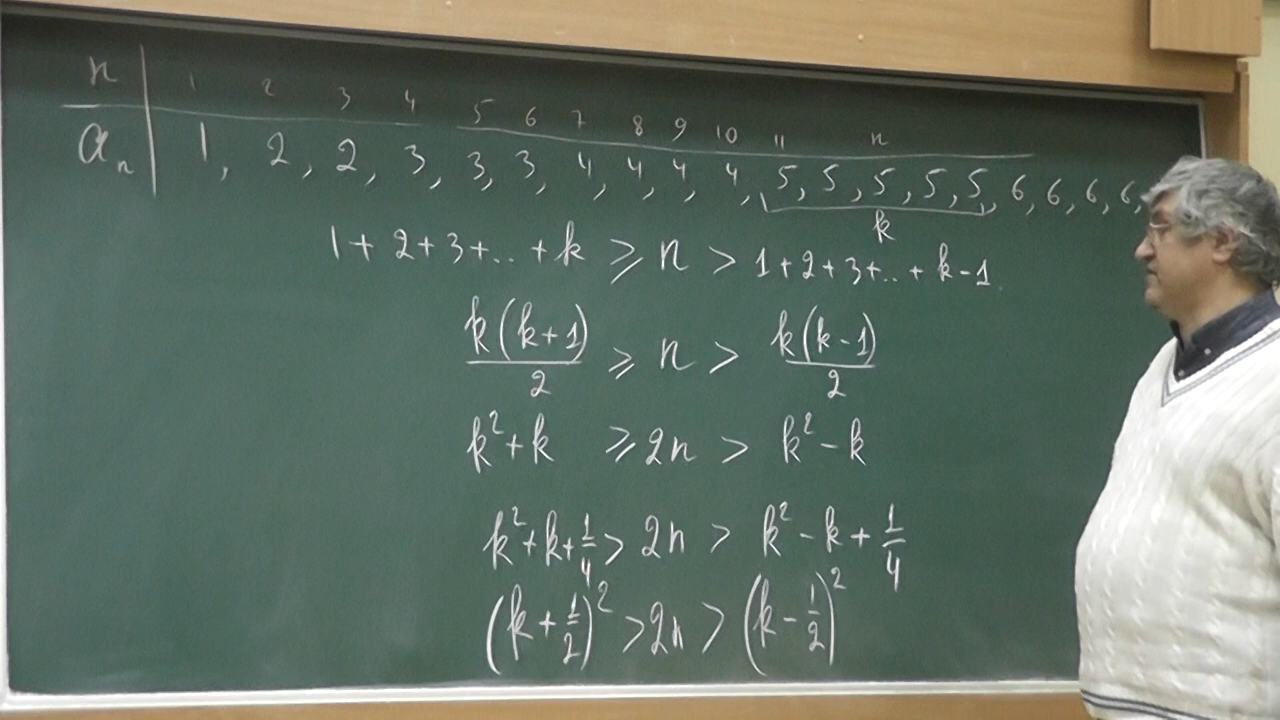 n | 1 2 3 4 5 6 7 8 9 10 11 n
aₙ | 1, 2, 2, 3, 3, 3, 4, 4, 4, 4, 5, 5, 5, 5, 5, 6, 6, 6, 6,
k
1+2+3+..+k ⩾ n > 1+2+3+..+k-1
k(k+1)/2 ⩾ n > k(k-1)/2
k²+k ⩾ 2n > k²-k
k²+k+1/4 > 2n > k²-k+1/4
(k+1/2)² > 2n > (k-1/2)²